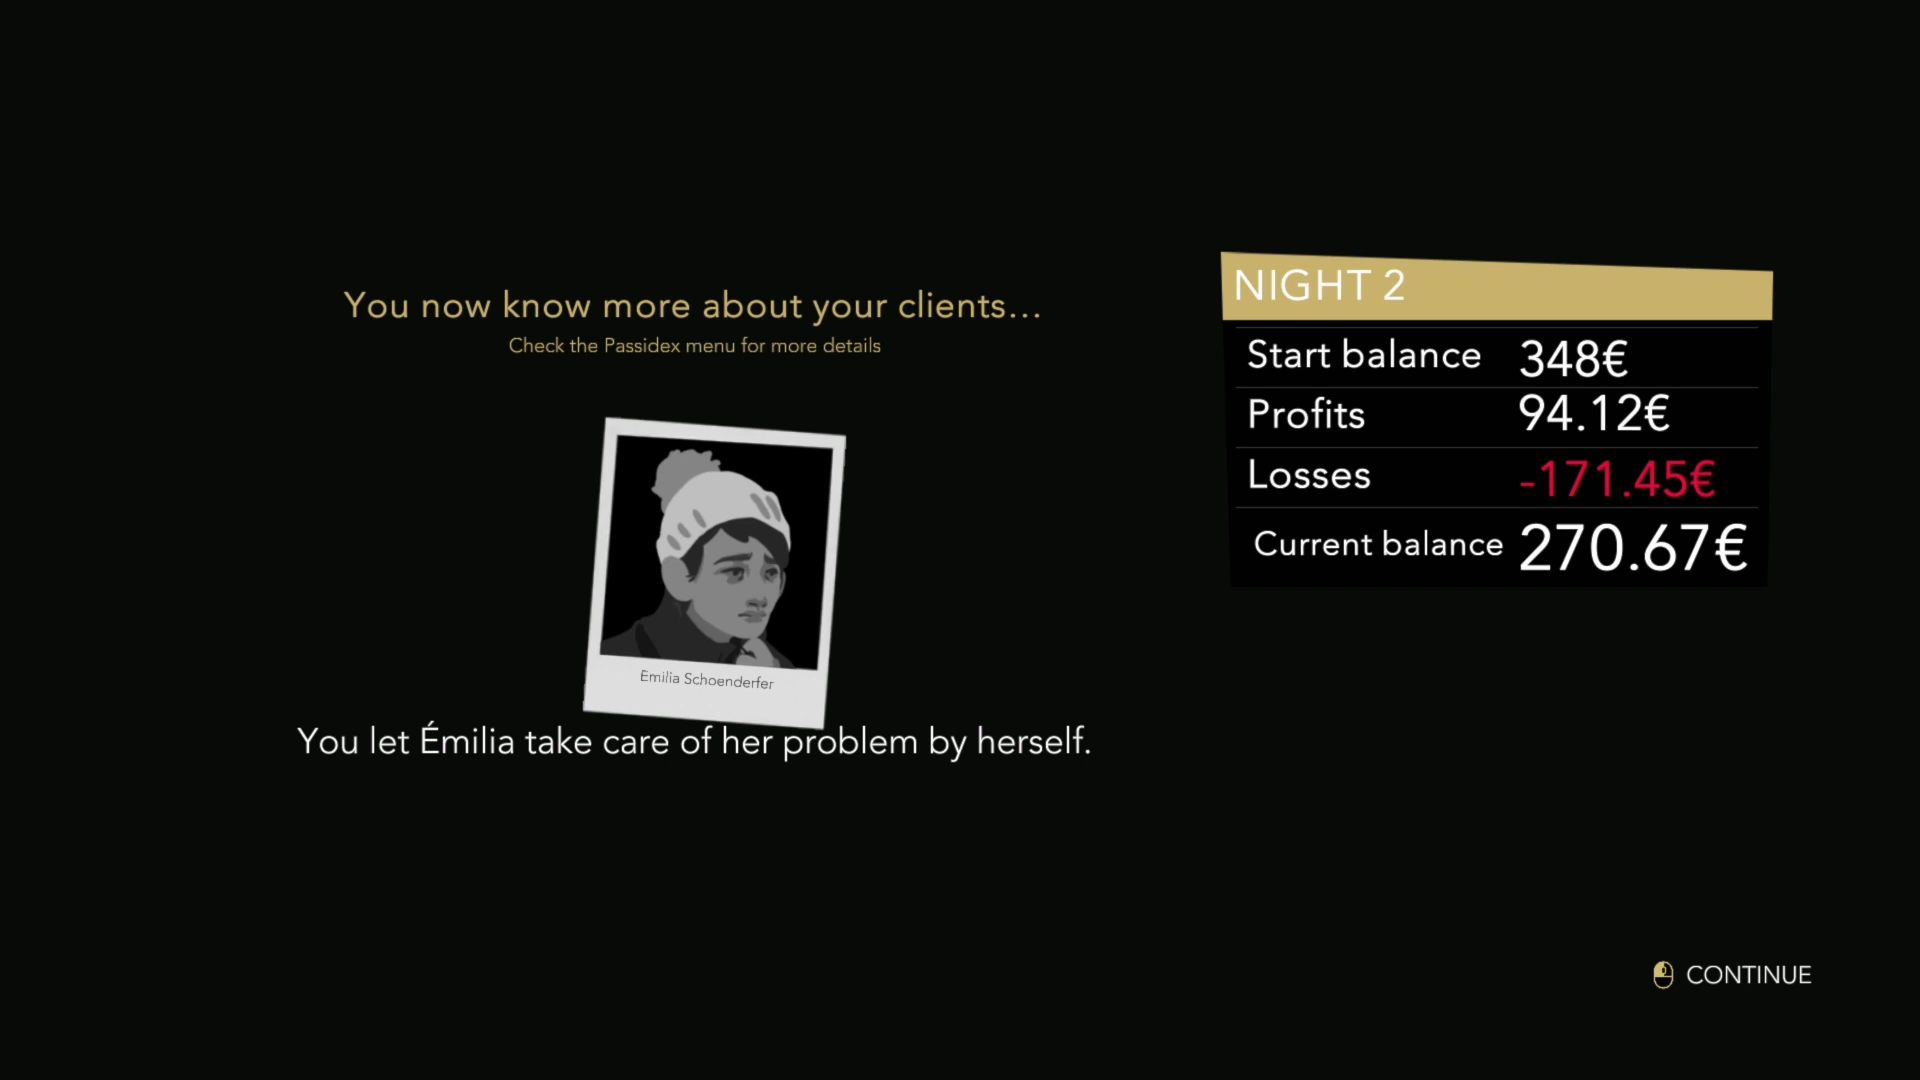 You now know more about your clients...
Check the Passidex menu for more details
Émilia Schoenderfer
You let Émilia take care of her problem by herself.
NIGHT 2
Start balance 348€
Profits 94.12€
Losses -171.45€
Current balance 270.67€
CONTINUE